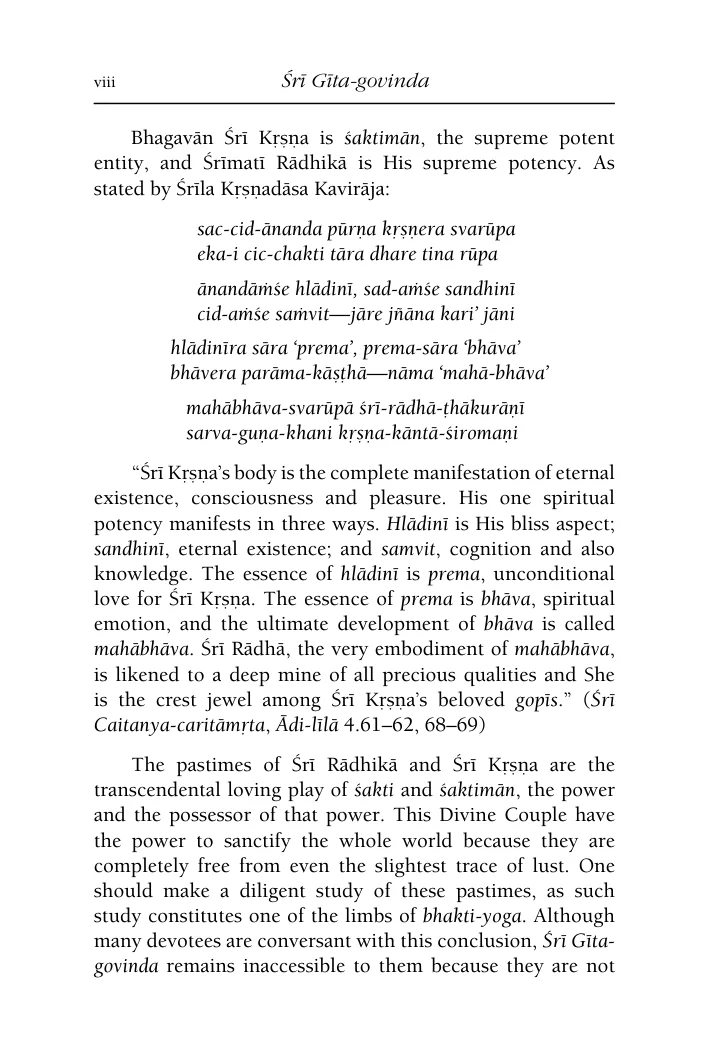 viii
Śrī Gīta-govinda
Bhagavān Śrī Kṛṣṇa is śaktimān, the supreme potent
entity, and Śrīmatī Rādhikā is His supreme potency. As
stated by Śrīla Kṛṣṇadāsa Kavirāja:
sac-cid-ānanda pūrṇa kṛṣṇera svarūpa
eka-i cic-chakti tāra dhare tina rūpa
ānandāṁśe hlādinī, sad-aṁśe sandhinī
cid-aṁśe saṁvit—jāre jñāna kari’ jāni
hlādinīra sāra ‘prema’, prema-sāra ‘bhāva’
bhāvera parāma-kāṣṭhā—nāma ‘mahā-bhāva’
mahābhāva-svarūpā śrī-rādhā-ṭhākurāṇī
sarva-guṇa-khani kṛṣṇa-kāntā-śiromaṇi
“Śrī Kṛṣṇa’s body is the complete manifestation of eternal
existence, consciousness and pleasure. His one spiritual
potency manifests in three ways. Hlādinī is His bliss aspect;
sandhinī, eternal existence; and samvit, cognition and also
knowledge. The essence of hlādinī is prema, unconditional
love for Śrī Kṛṣṇa. The essence of prema is bhāva, spiritual
emotion, and the ultimate development of bhāva is called
mahābhāva. Śrī Rādhā, the very embodiment of mahābhāva,
is likened to a deep mine of all precious qualities and She
is the crest jewel among Śrī Kṛṣṇa’s beloved gopīs.” (Śrī
Caitanya-caritāmṛta, Ādi-līlā 4.61–62, 68–69)
The pastimes of Śrī Rādhikā and Śrī Kṛṣṇa are the
transcendental loving play of śakti and śaktimān, the power
and the possessor of that power. This Divine Couple have
the power to sanctify the whole world because they are
completely free from even the slightest trace of lust. One
should make a diligent study of these pastimes, as such
study constitutes one of the limbs of bhakti-yoga. Although
many devotees are conversant with this conclusion, Śrī Gīta-
govinda remains inaccessible to them because they are not